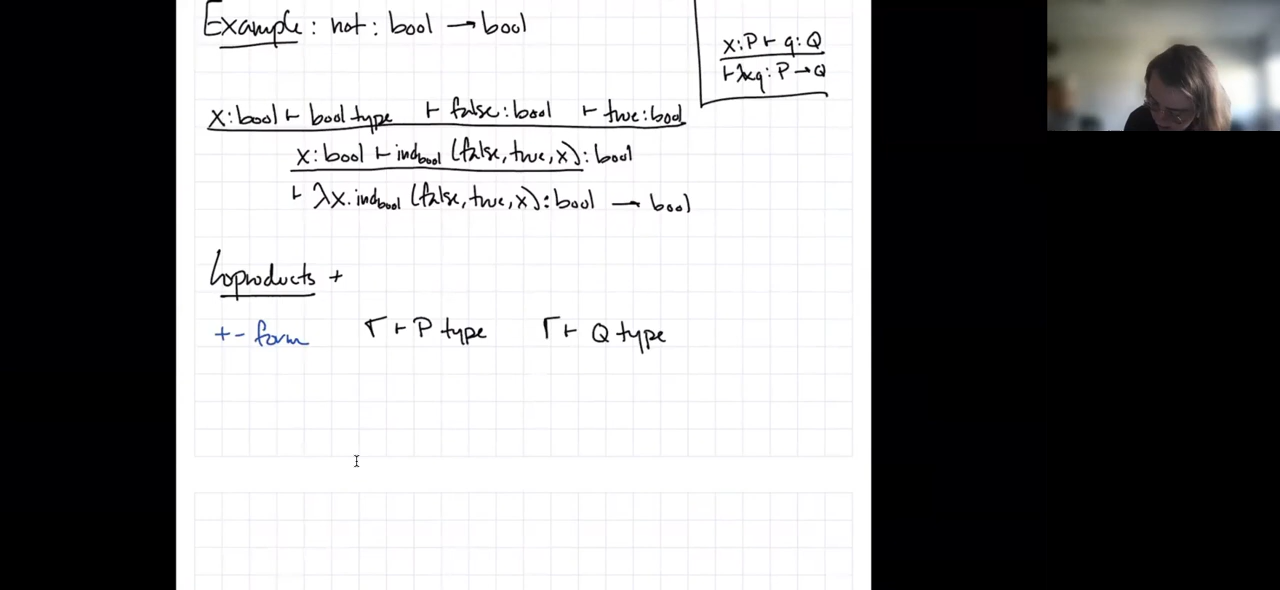 Example: not: bool → bool
x:P ⊢ q:Q
⊢ λx.q: P → Q
x:bool ⊢ bool type ⊢ false:bool ⊢ true:bool
x:bool ⊢ ind_bool (false, true, x): bool
⊢ λx.ind_bool (false, true, x): bool → bool
Coproducts +
+- form Γ ⊢ P type Γ ⊢ Q type